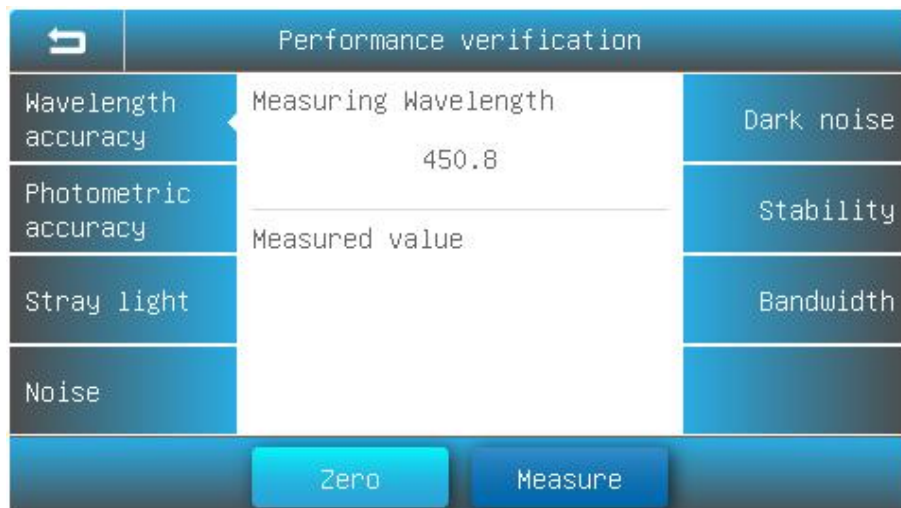 Performance verification
Wavelength
accuracy
Photometric
accuracy
Stray light
Noise
Measuring Wavelength
450.8
Measured value
Dark noise
Stability
Bandwidth
Zero
Measure